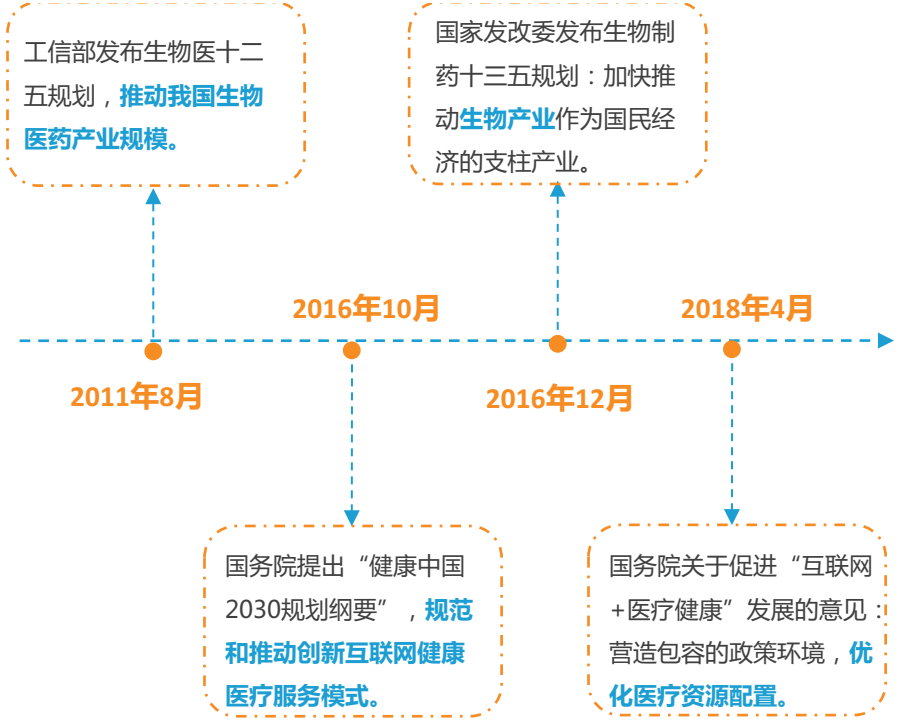 工信部发布生物医十二
五规划，推动我国生物
医药产业规模。
国家发改委发布生物制
药十三五规划：加快推
动生物产业作为国民经
济的支柱产业。
2016年10月
2018年4月
2011年8月
2016年12月
国务院提出“健康中国
2030规划纲要”，规范
和推动创新互联网健康
医疗服务模式。
国务院关于促进“互联网
+医疗健康”发展的意见：
营造包容的政策环境，优
化医疗资源配置。